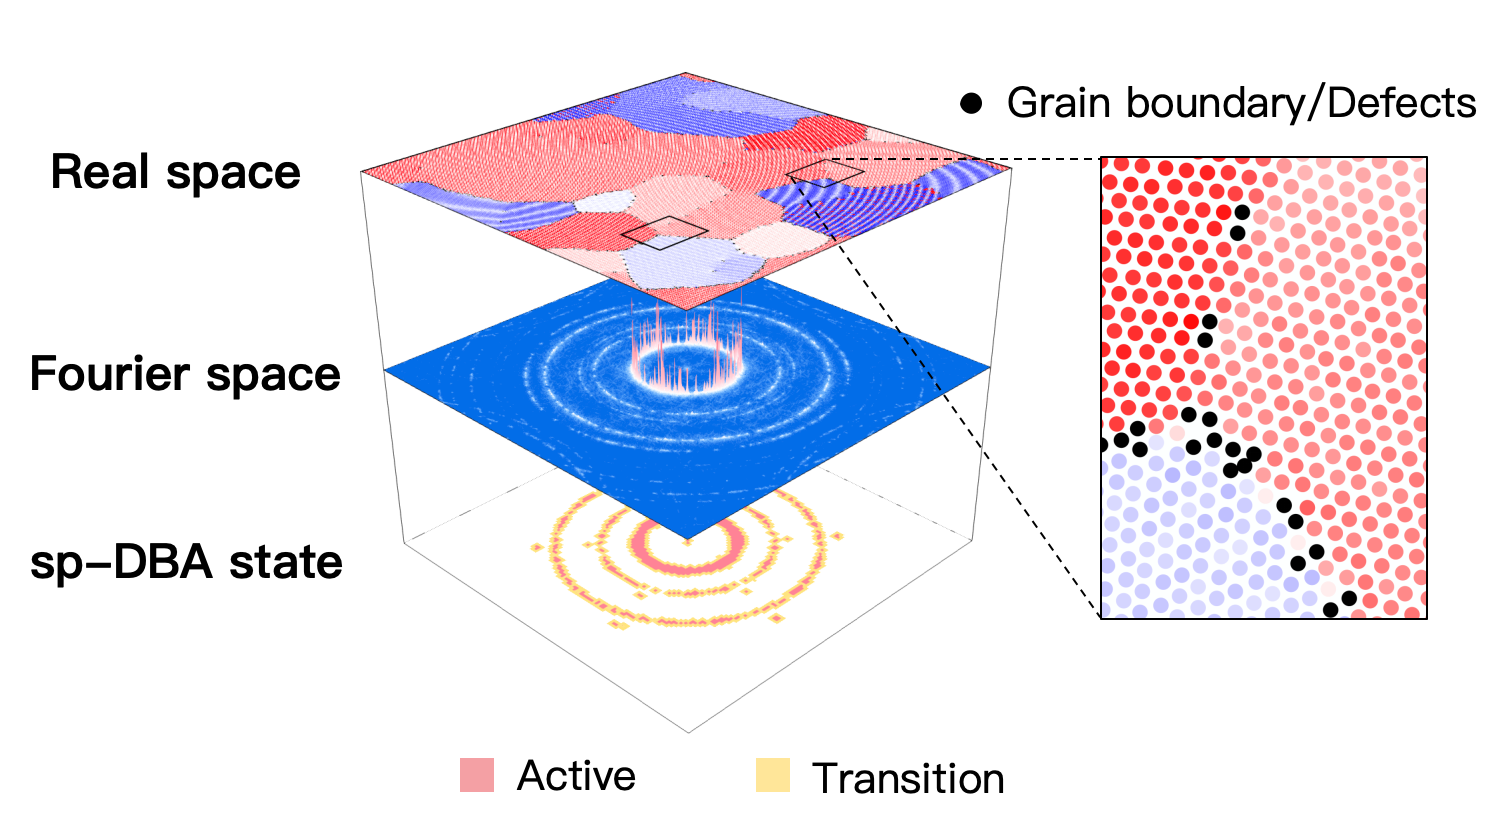 Grain boundary/Defects
Real space
Fourier space
sp–DBA state
Active
Transition